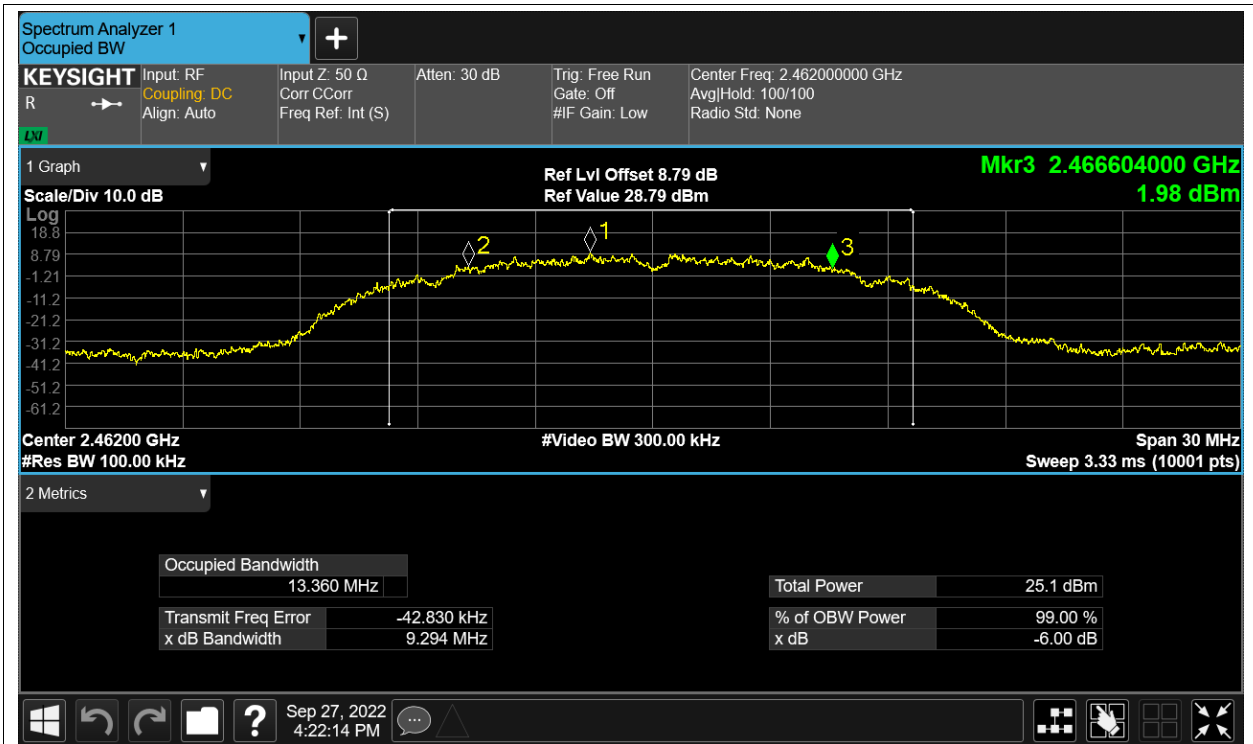 Spectrum Analyzer 1
Occupied BW
KEYSIGHT
R
LXI
Input: RF
Coupling: DC
Align: Auto
Input Z: 50 Ω
Corr CCorr
Freq Ref: Int (S)
Atten: 30 dB
Trig: Free Run
Gate: Off
#IF Gain: Low
Center Freq: 2.462000000 GHz
Avg|Hold: 100/100
Radio Std: None
1 Graph
Scale/Div 10.0 dB
Ref Lvl Offset 8.79 dB
Ref Value 28.79 dBm
Mkr3 2.466604000 GHz
1.98 dBm
Log
18.8
8.79
-1.21
-11.2
-21.2
-31.2
-41.2
-51.2
-61.2
2
1
3
Center 2.46200 GHz
#Video BW 300.00 kHz
Span 30 MHz
#Res BW 100.00 kHz
Sweep 3.33 ms (10001 pts)
2 Metrics
Occupied Bandwidth
13.360 MHz
Transmit Freq Error -42.830 kHz
x dB Bandwidth 9.294 MHz
Total Power 25.1 dBm
% of OBW Power 99.00 %
x dB -6.00 dB
?
Sep 27, 2022
4:22:14 PM